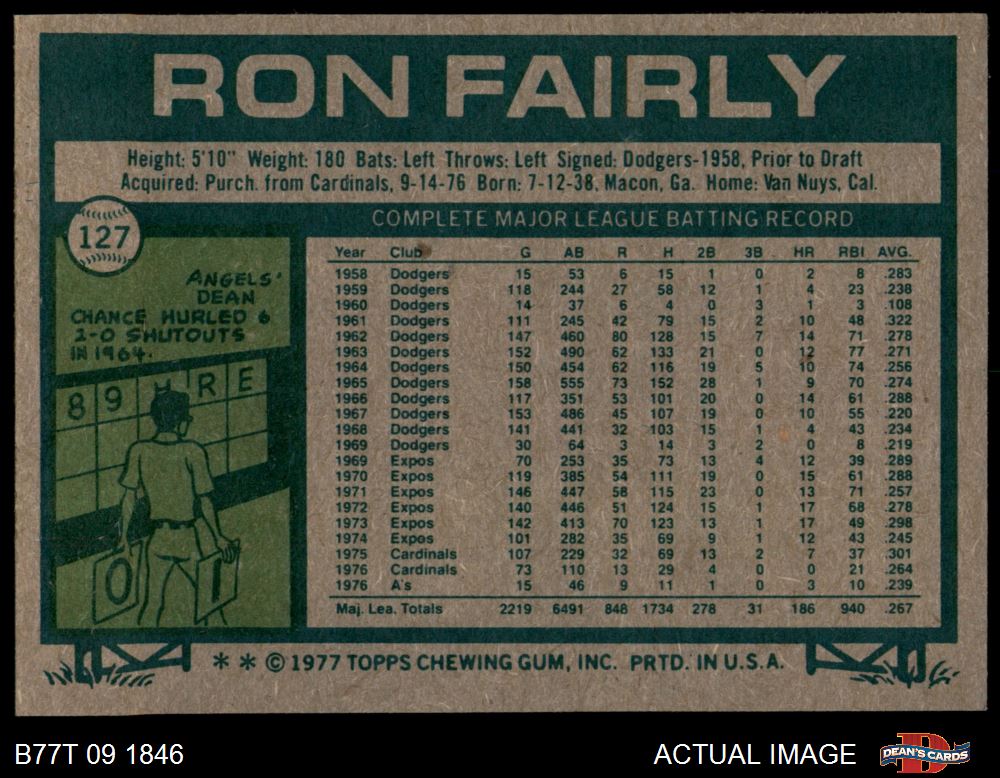 RON FAIRLY
Height: 5'10" Weight: 180 Bats: Left Throws: Left Signed: Dodgers-1958, Prior to Draft
Acquired: Purch. from Cardinals, 9-14-76 Born: 7-12-38, Macon, Ga. Home: Van Nuys, Cal.
127
ANGELS'
DEAN
CHANCE HURLED 6
1-0 SHUTOUTS
IN 1964.
8 9 H R E
0 1
COMPLETE MAJOR LEAGUE BATTING RECORD
Year Club G AB R H 2B 3B HR RBI AVG.
1958 Dodgers 15 53 6 15 1 0 2 8 .283
1959 Dodgers 118 244 27 58 12 1 4 23 .238
1960 Dodgers 14 37 6 4 0 3 1 3 .108
1961 Dodgers 111 245 42 79 15 2 10 48 .322
1962 Dodgers 147 460 80 128 15 7 14 71 .278
1963 Dodgers 152 490 62 133 21 0 12 77 .271
1964 Dodgers 150 454 62 116 19 5 10 74 .256
1965 Dodgers 158 555 73 152 28 1 9 70 .274
1966 Dodgers 117 351 53 101 20 0 14 61 .288
1967 Dodgers 153 486 45 107 19 0 10 55 .220
1968 Dodgers 141 441 32 103 15 1 4 43 .234
1969 Dodgers 30 64 3 14 3 2 0 8 .219
1969 Expos 70 253 35 73 13 4 12 39 .289
1970 Expos 119 385 54 111 19 0 15 61 .288
1971 Expos 146 447 58 115 23 0 13 71 .257
1972 Expos 140 446 51 124 15 1 17 68 .278
1973 Expos 142 413 70 123 13 1 17 49 .298
1974 Expos 101 282 35 69 9 1 12 43 .245
1975 Cardinals 107 229 32 69 13 2 7 37 .301
1976 Cardinals 73 110 13 29 4 0 0 21 .264
1976 A's 15 46 9 11 1 0 3 10 .239
Maj. Lea. Totals 2219 6491 848 1734 278 31 186 940 .267
* * © 1977 TOPPS CHEWING GUM, INC. PRTD. IN U.S.A.
B77T 09 1846 ACTUAL IMAGE DEAN'S CARDS